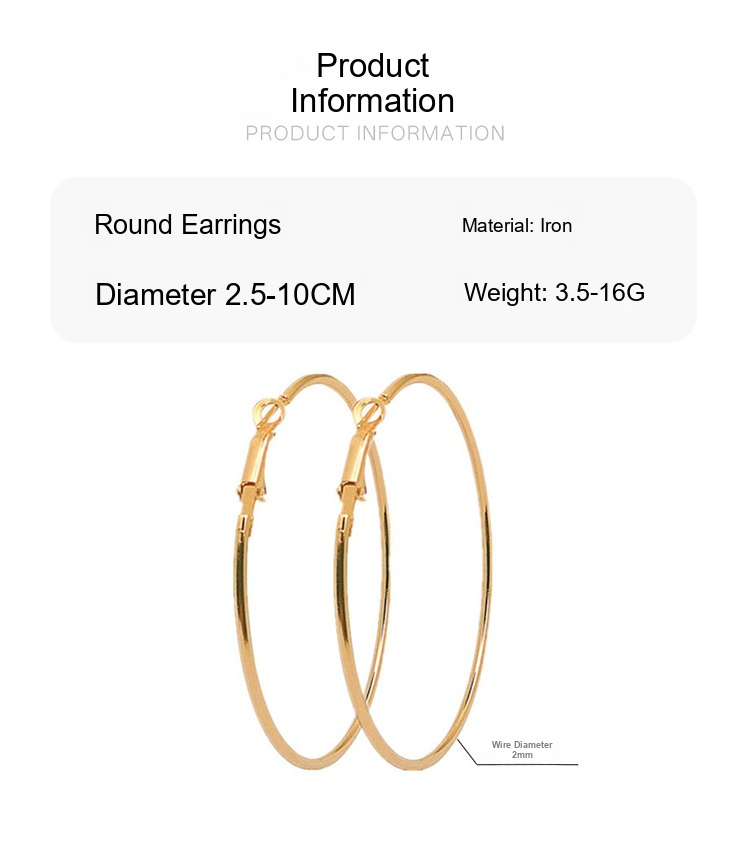 Product
Information
PRODUCT INFORMATION
Round Earrings
Material: Iron
Diameter 2.5-10CM
Weight: 3.5-16G
Wire Diameter
2mm